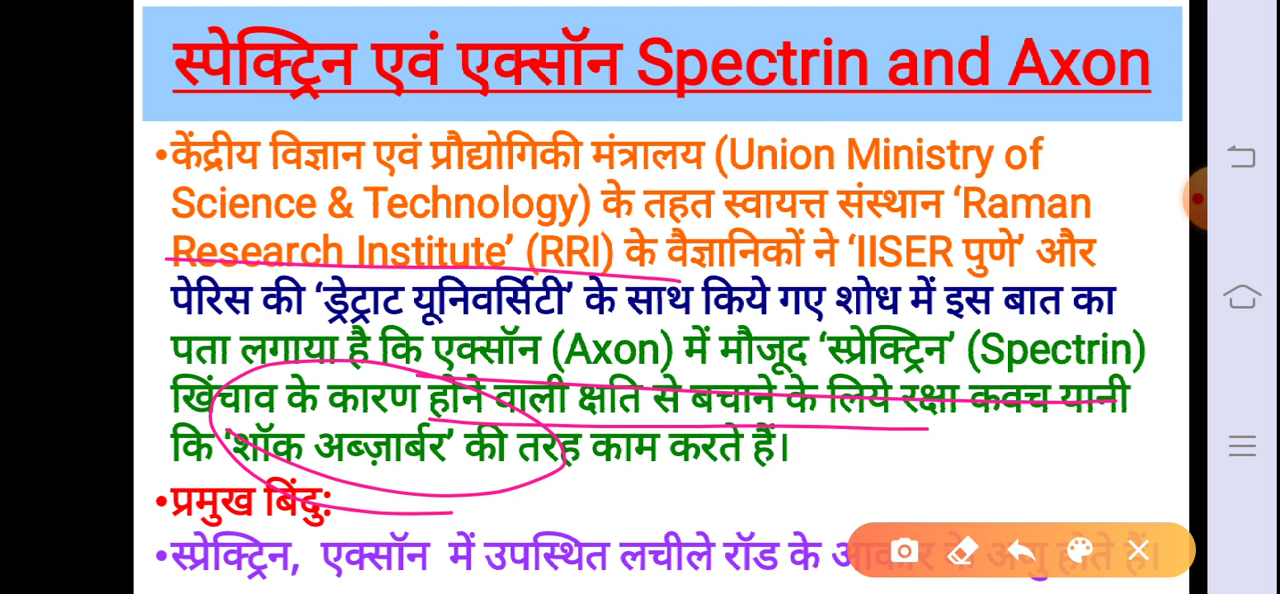 स्पेक्ट्रिन एवं एक्सॉन Spectrin and Axon
•केंद्रीय विज्ञान एवं प्रौद्योगिकी मंत्रालय (Union Ministry of
Science & Technology) के तहत स्वायत्त संस्थान ‘Raman
Research Institute’ (RRI) के वैज्ञानिकों ने ‘IISER पुणे’ और
पेरिस की ‘ड्रेट्राट यूनिवर्सिटी’ के साथ किये गए शोध में इस बात का
पता लगाया है कि एक्सॉन (Axon) में मौजूद ‘स्प्रेक्ट्रिन’ (Spectrin)
खिंचाव के कारण होने वाली क्षति से बचाने के लिये रक्षा कवच यानी
कि ‘शॉक अब्ज़ार्बर’ की तरह काम करते हैं।
•प्रमुख बिंदु:
•स्प्रेक्ट्रिन, एक्सॉन में उपस्थित लचीले रॉड के आकार के अणु होते हैं।